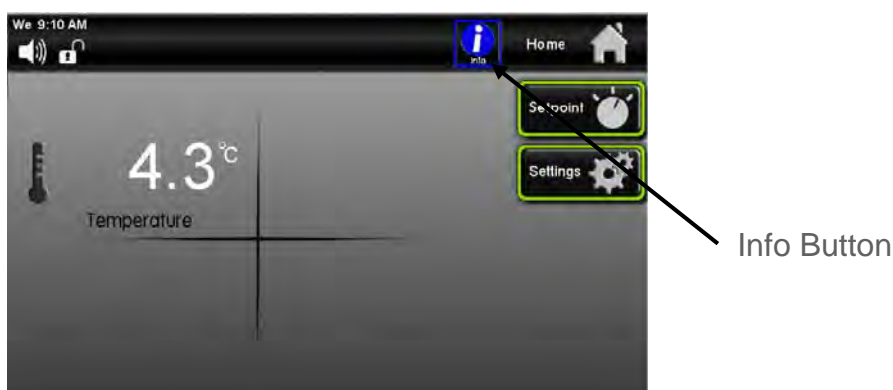 We 9:10 AM
info
Home
Setpoint
Settings
4.3°C
Temperature
Info Button